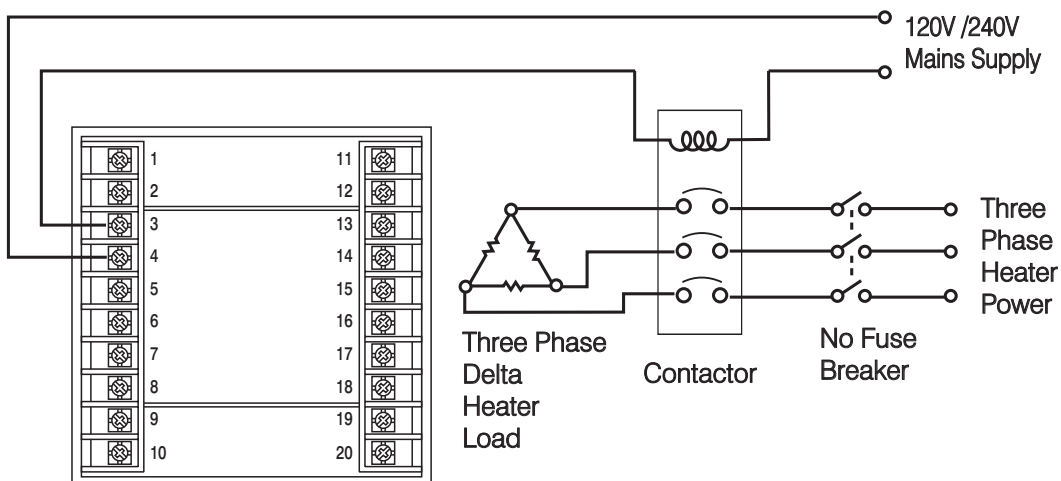 120V /240V
Mains Supply
1
2
3
4
5
6
7
8
9
10
11
12
13
14
15
16
17
18
19
20
Three
Phase
Heater
Power
No Fuse
Breaker
Contactor
Three Phase
Delta
Heater
Load